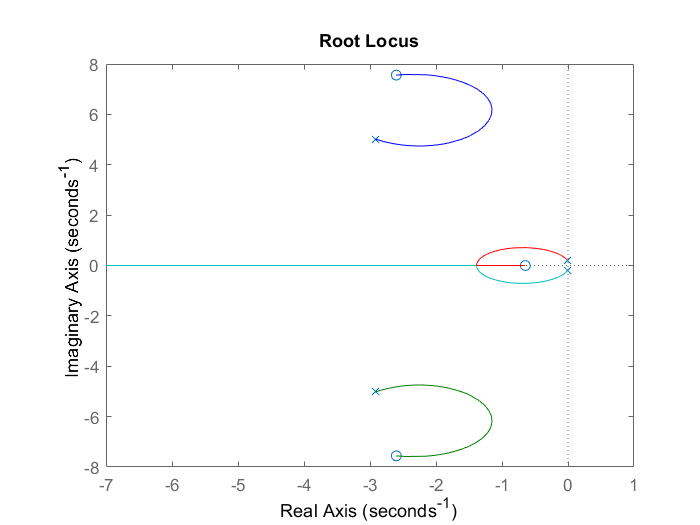 Root Locus
Imaginary Axis (seconds⁻¹)
8
6
4
2
0
-2
-4
-6
-8
-7 -6 -5 -4 -3 -2 -1 0 1
Real Axis (seconds⁻¹)